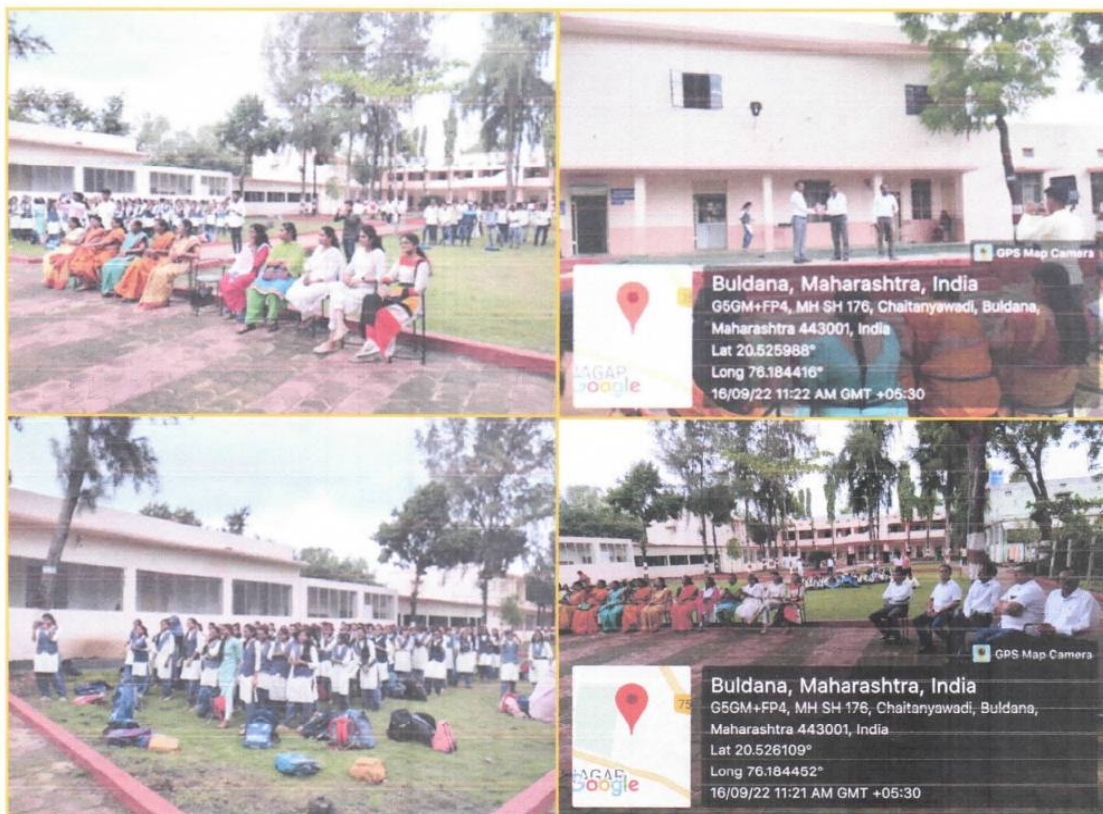 GPS Map Camera
Buldana, Maharashtra, India
G5GM+FP4, MH SH 176, Chaitanyawadi, Buldana,
Maharashtra 443001, India
Lat 20.525988°
Long 76.184416°
16/09/22 11:22 AM GMT +05:30
JAGAR
Google
GPS Map Camera
Buldana, Maharashtra, India
G5GM+FP4, MH SH 176, Chaitanyawadi, Buldana,
Maharashtra 443001, India
Lat 20.526109°
Long 76.184452°
16/09/22 11:21 AM GMT +05:30
75
JAGAR
Google